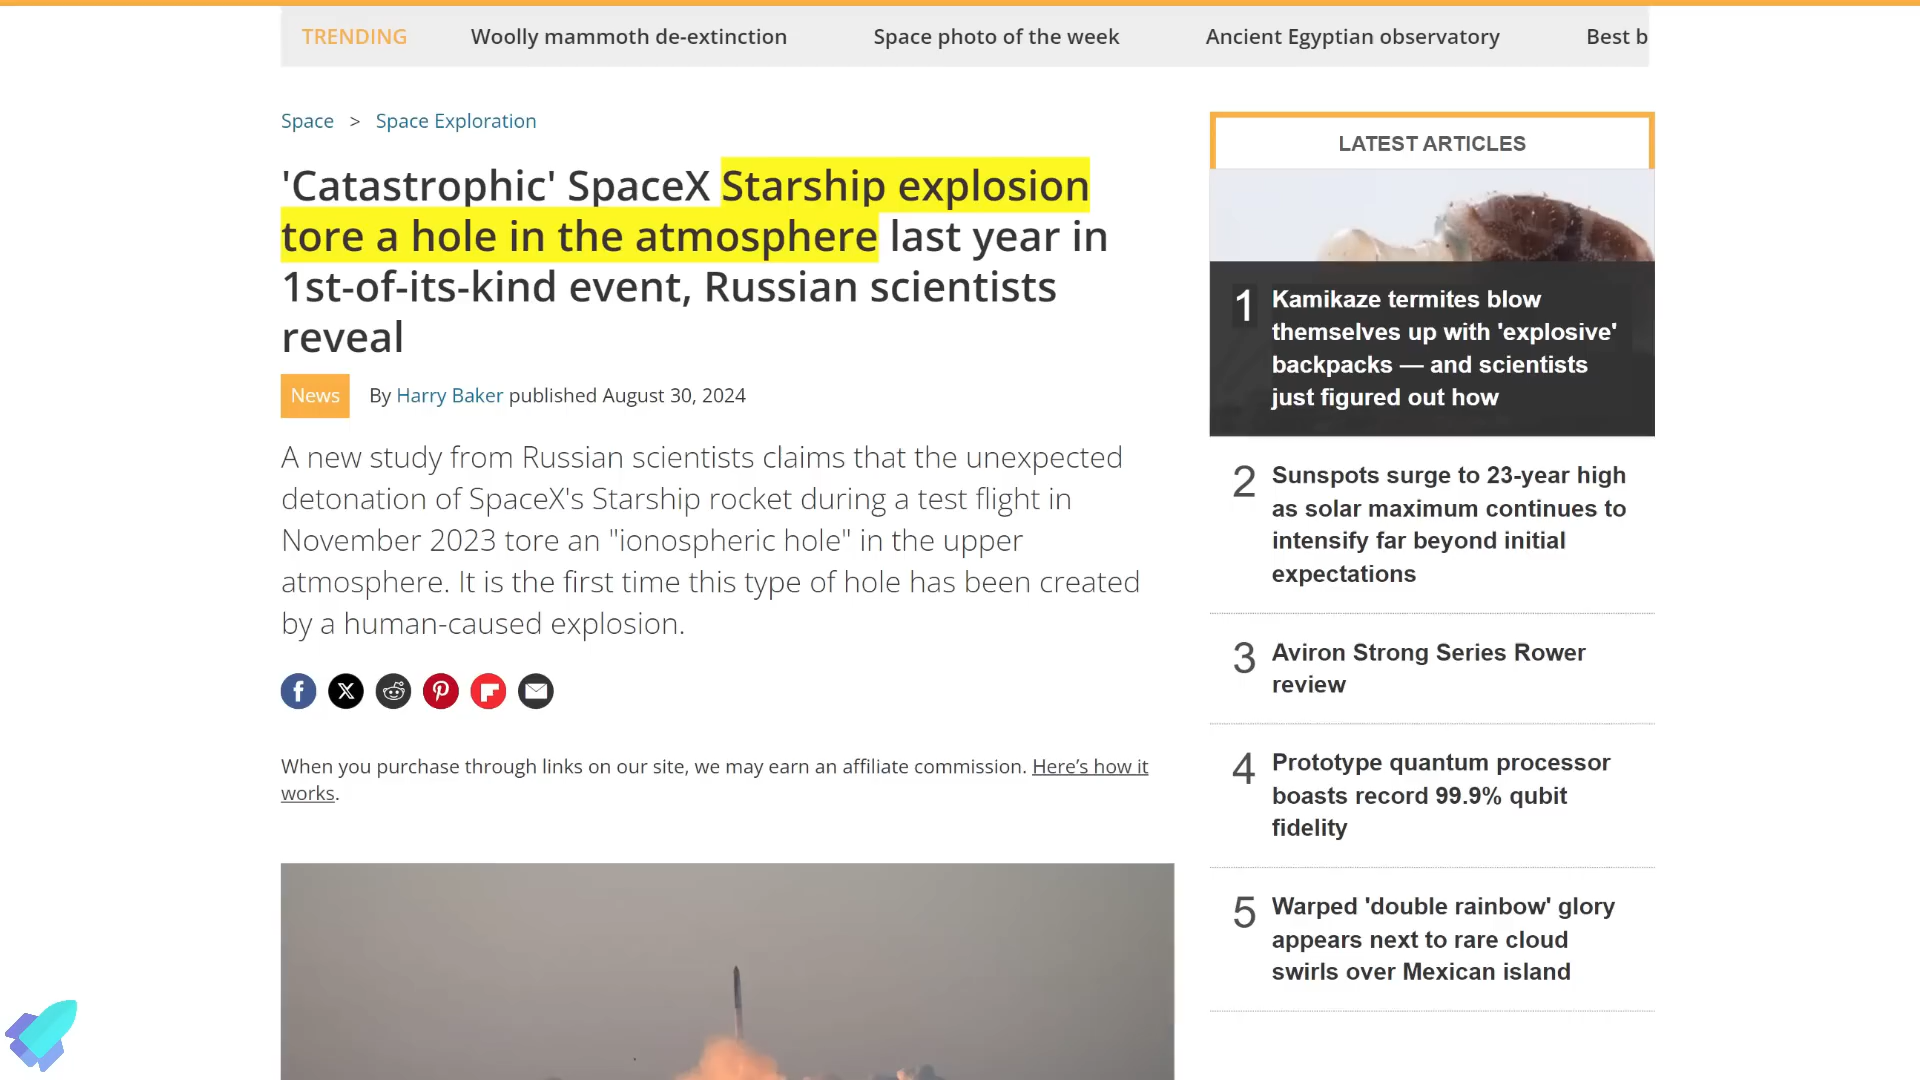 TRENDING Woolly mammoth de-extinction Space photo of the week Ancient Egyptian observatory Best b
Space > Space Exploration
'Catastrophic' SpaceX Starship explosion
tore a hole in the atmosphere last year in
1st-of-its-kind event, Russian scientists
reveal
News By Harry Baker published August 30, 2024
A new study from Russian scientists claims that the unexpected
detonation of SpaceX's Starship rocket during a test flight in
November 2023 tore an "ionospheric hole" in the upper
atmosphere. It is the first time this type of hole has been created
by a human-caused explosion.
When you purchase through links on our site, we may earn an affiliate commission. Here’s how it
works.
LATEST ARTICLES
1 Kamikaze termites blow
themselves up with 'explosive'
backpacks — and scientists
just figured out how
2 Sunspots surge to 23-year high
as solar maximum continues to
intensify far beyond initial
expectations
3 Aviron Strong Series Rower
review
4 Prototype quantum processor
boasts record 99.9% qubit
fidelity
5 Warped 'double rainbow' glory
appears next to rare cloud
swirls over Mexican island